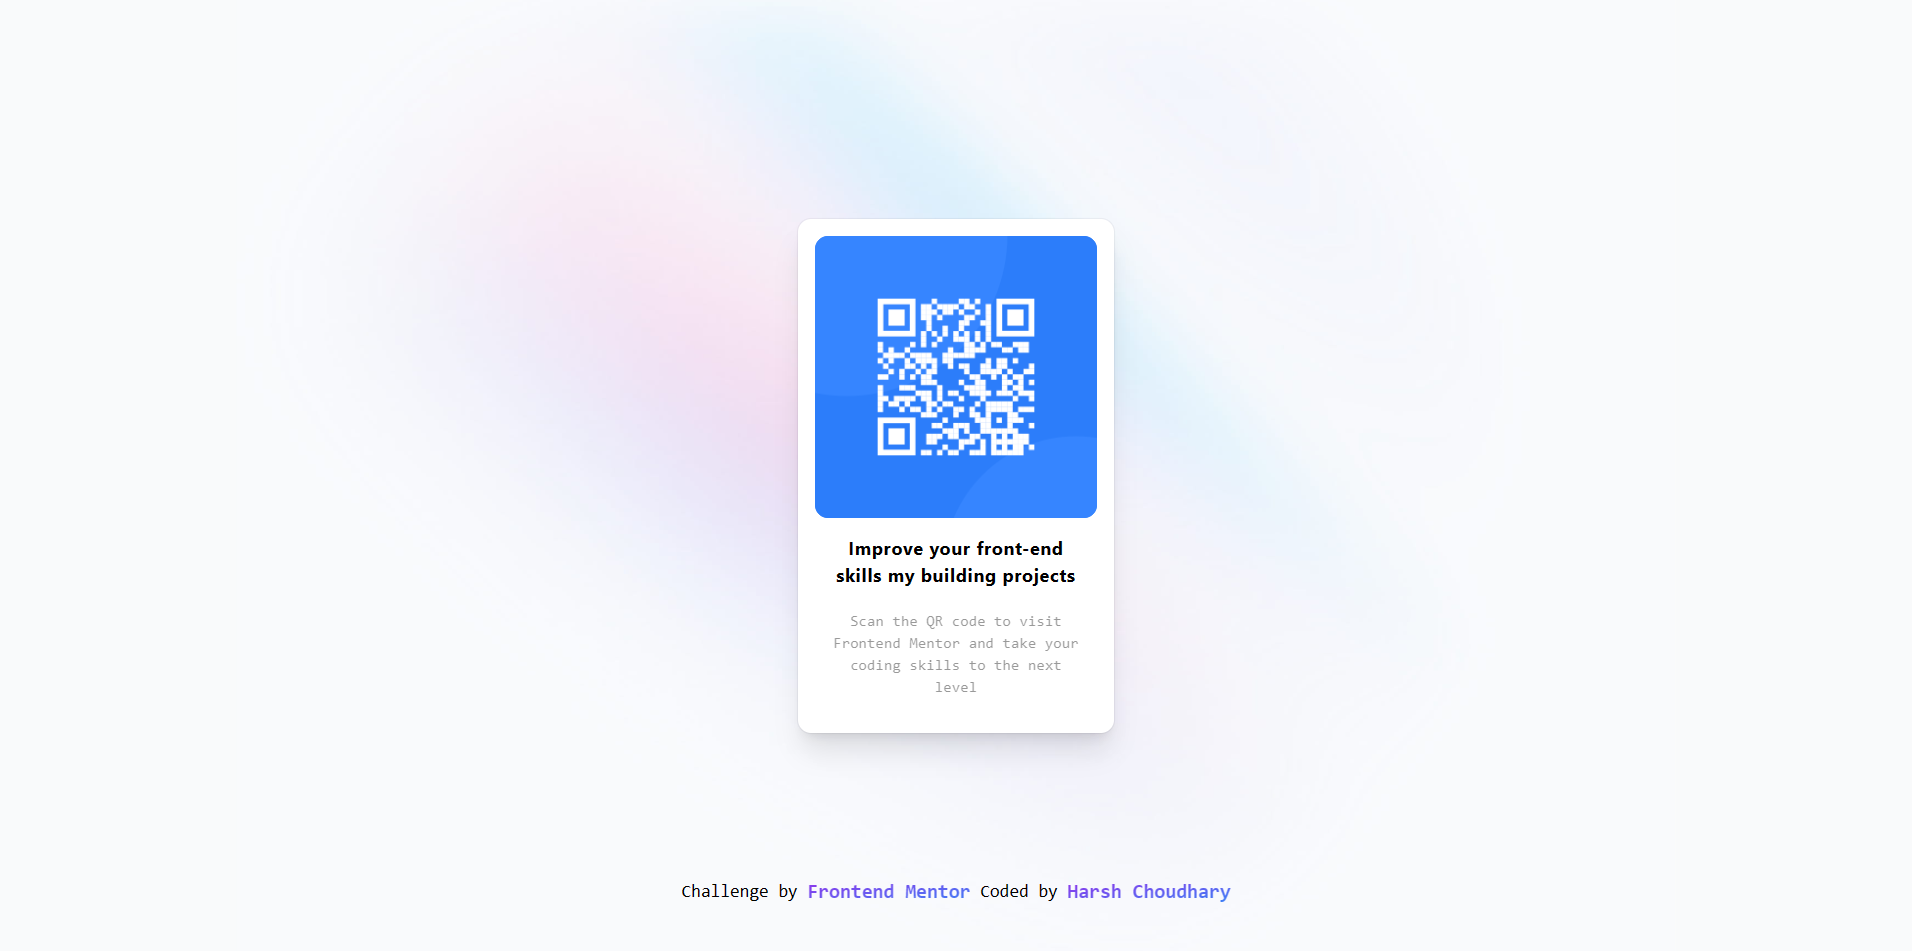 Improve your front-end
skills my building projects
Scan the QR code to visit
Frontend Mentor and take your
coding skills to the next
level
Challenge by Frontend Mentor Coded by Harsh Choudhary